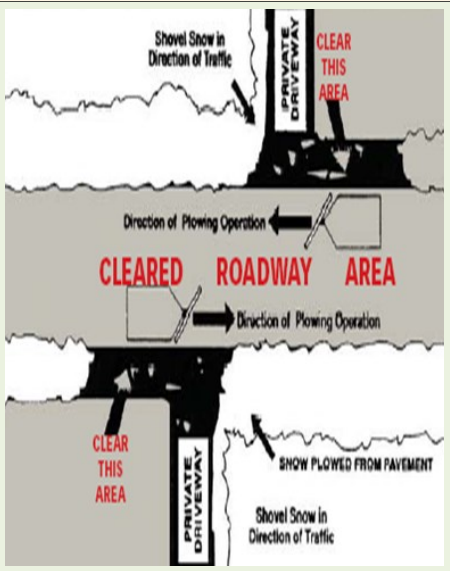 Shovel Snow in
Direction of Traffic
PRIVATE
DRIVEWAY
CLEAR
THIS
AREA
Direction of Plowing Operation
CLEARED ROADWAY AREA
Direction of Plowing Operation
CLEAR
THIS
AREA
SNOW PLOWED FROM PAVEMENT
PRIVATE
DRIVEWAY
Shovel Snow in
Direction of Traffic